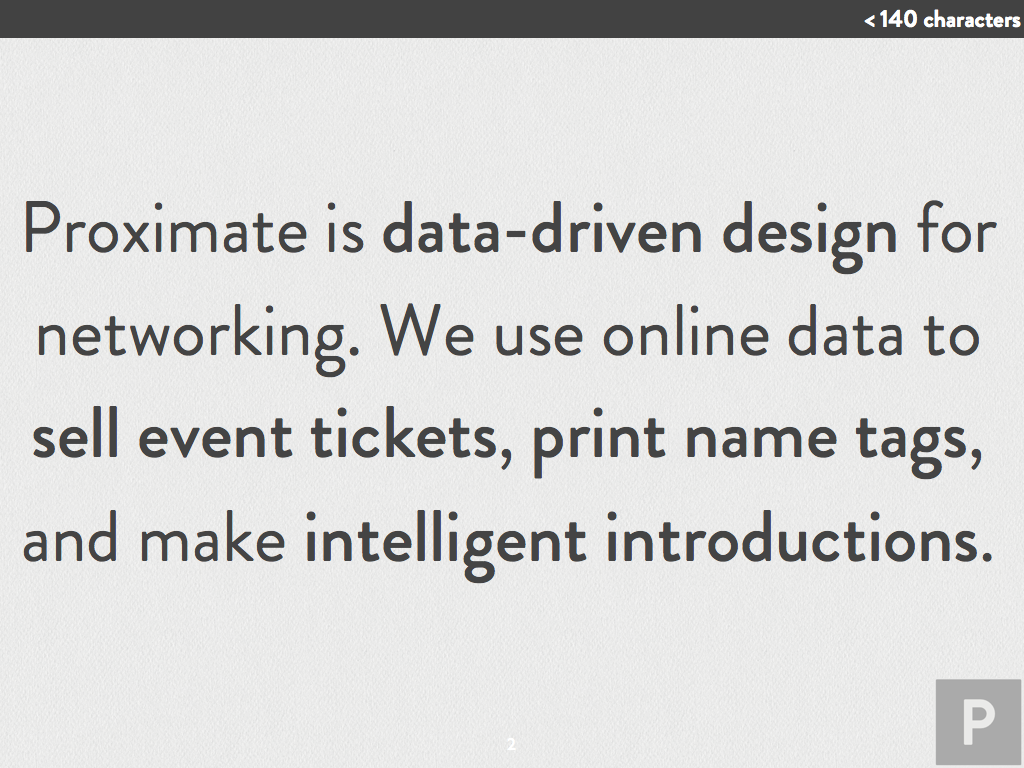 < 140 characters
Proximate is data-driven design for
networking. We use online data to
sell event tickets, print name tags,
and make intelligent introductions.
2
P